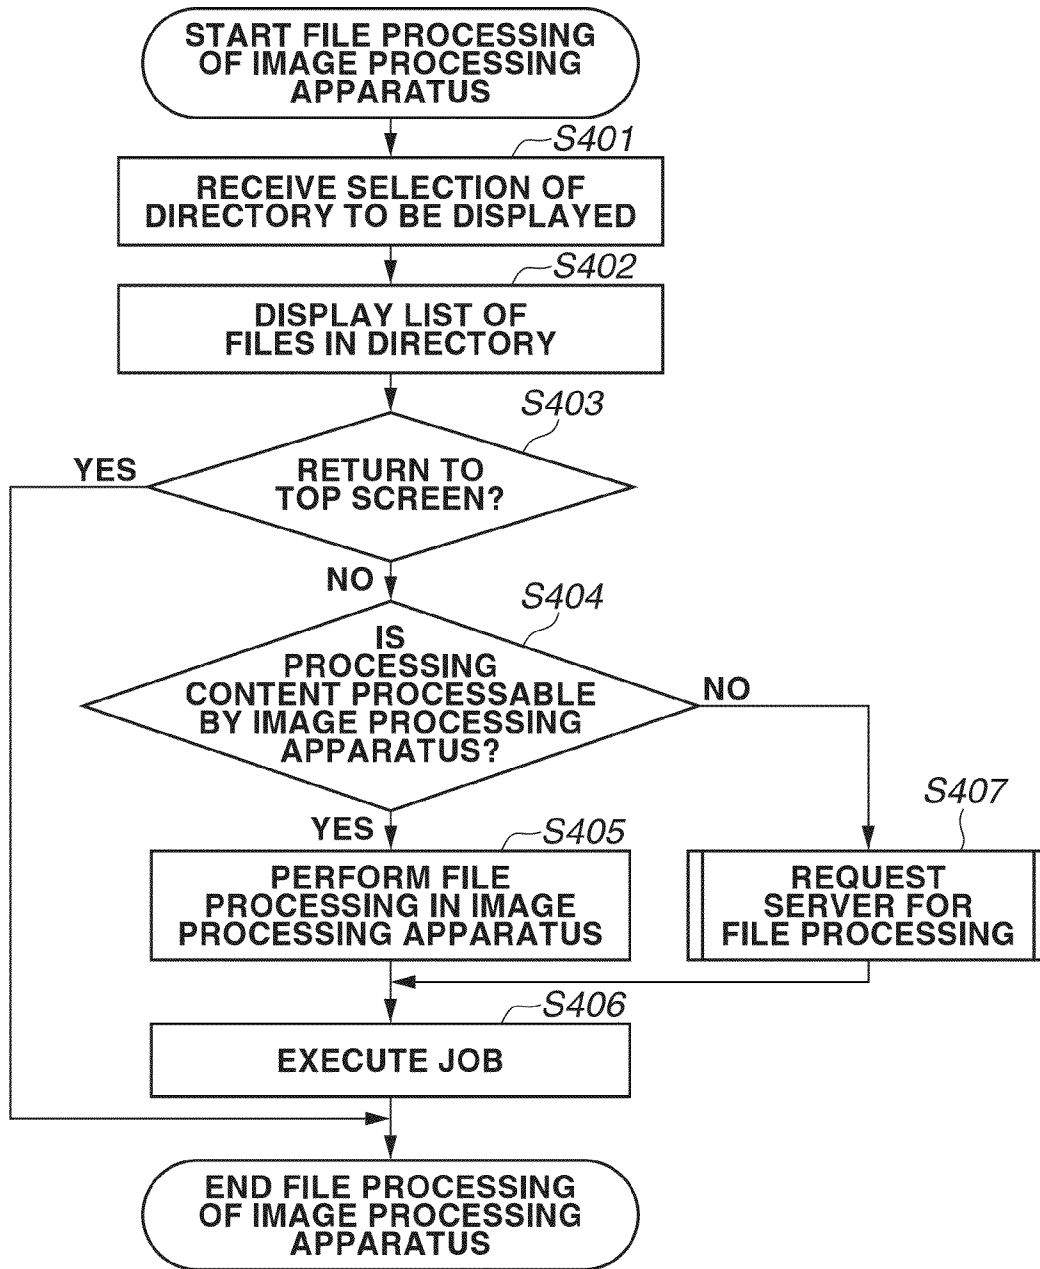 START FILE PROCESSING
OF IMAGE PROCESSING
APPARATUS
S401
RECEIVE SELECTION OF
DIRECTORY TO BE DISPLAYED
S402
DISPLAY LIST OF
FILES IN DIRECTORY
S403
YES
RETURN TO
TOP SCREEN?
NO
S404
IS
PROCESSING
CONTENT PROCESSABLE
BY IMAGE PROCESSING
APPARATUS?
NO
YES
S405
PERFORM FILE
PROCESSING IN IMAGE
PROCESSING APPARATUS
S407
REQUEST
SERVER FOR
FILE PROCESSING
S406
EXECUTE JOB
END FILE PROCESSING
OF IMAGE PROCESSING
APPARATUS